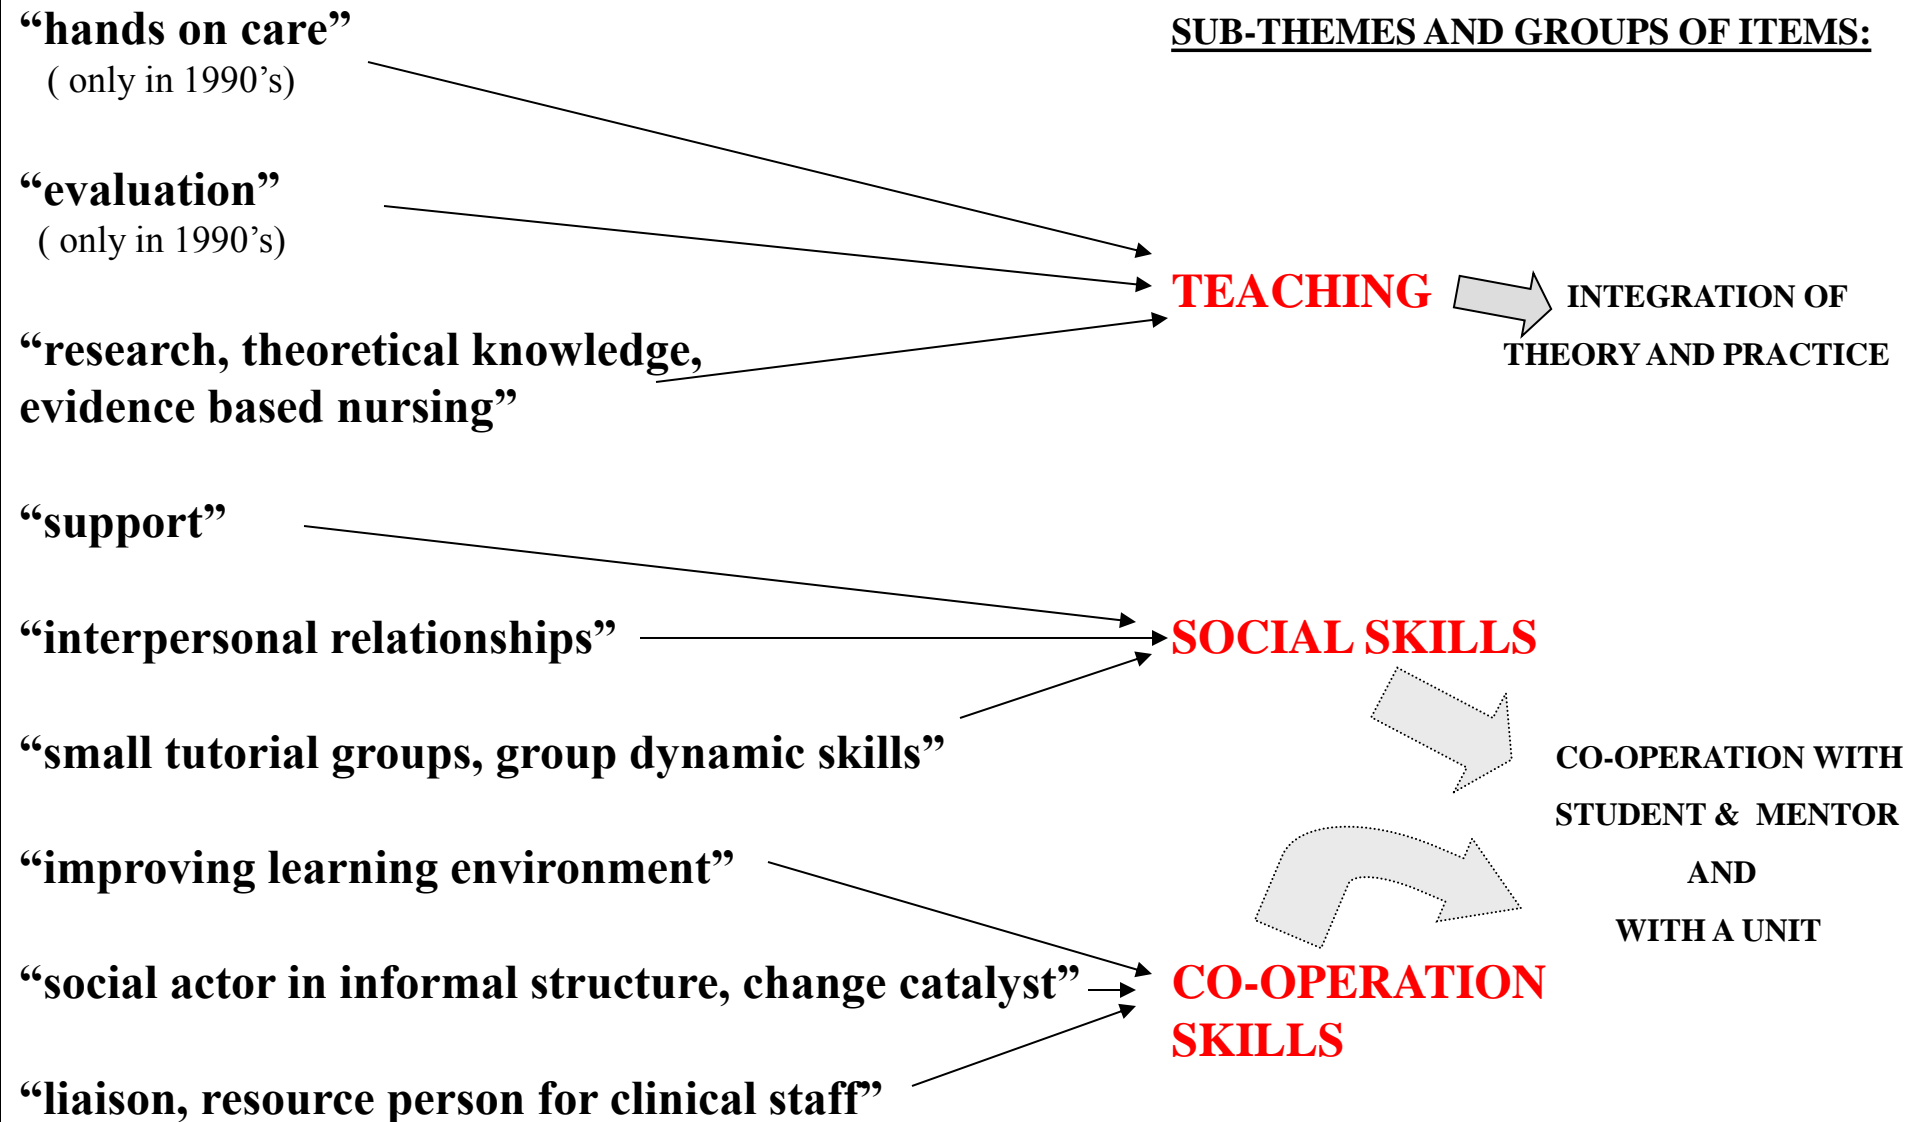 “hands on care”
( only in 1990’s)
“evaluation”
( only in 1990’s)
“research, theoretical knowledge,
evidence based nursing”
“support”
“interpersonal relationships”
“small tutorial groups, group dynamic skills”
“improving learning environment”
“social actor in informal structure, change catalyst”
“liaison, resource person for clinical staff”
SUB-THEMES AND GROUPS OF ITEMS:
TEACHING
INTEGRATION OF
THEORY AND PRACTICE
SOCIAL SKILLS
CO-OPERATION WITH
STUDENT & MENTOR
AND
WITH A UNIT
CO-OPERATION
SKILLS